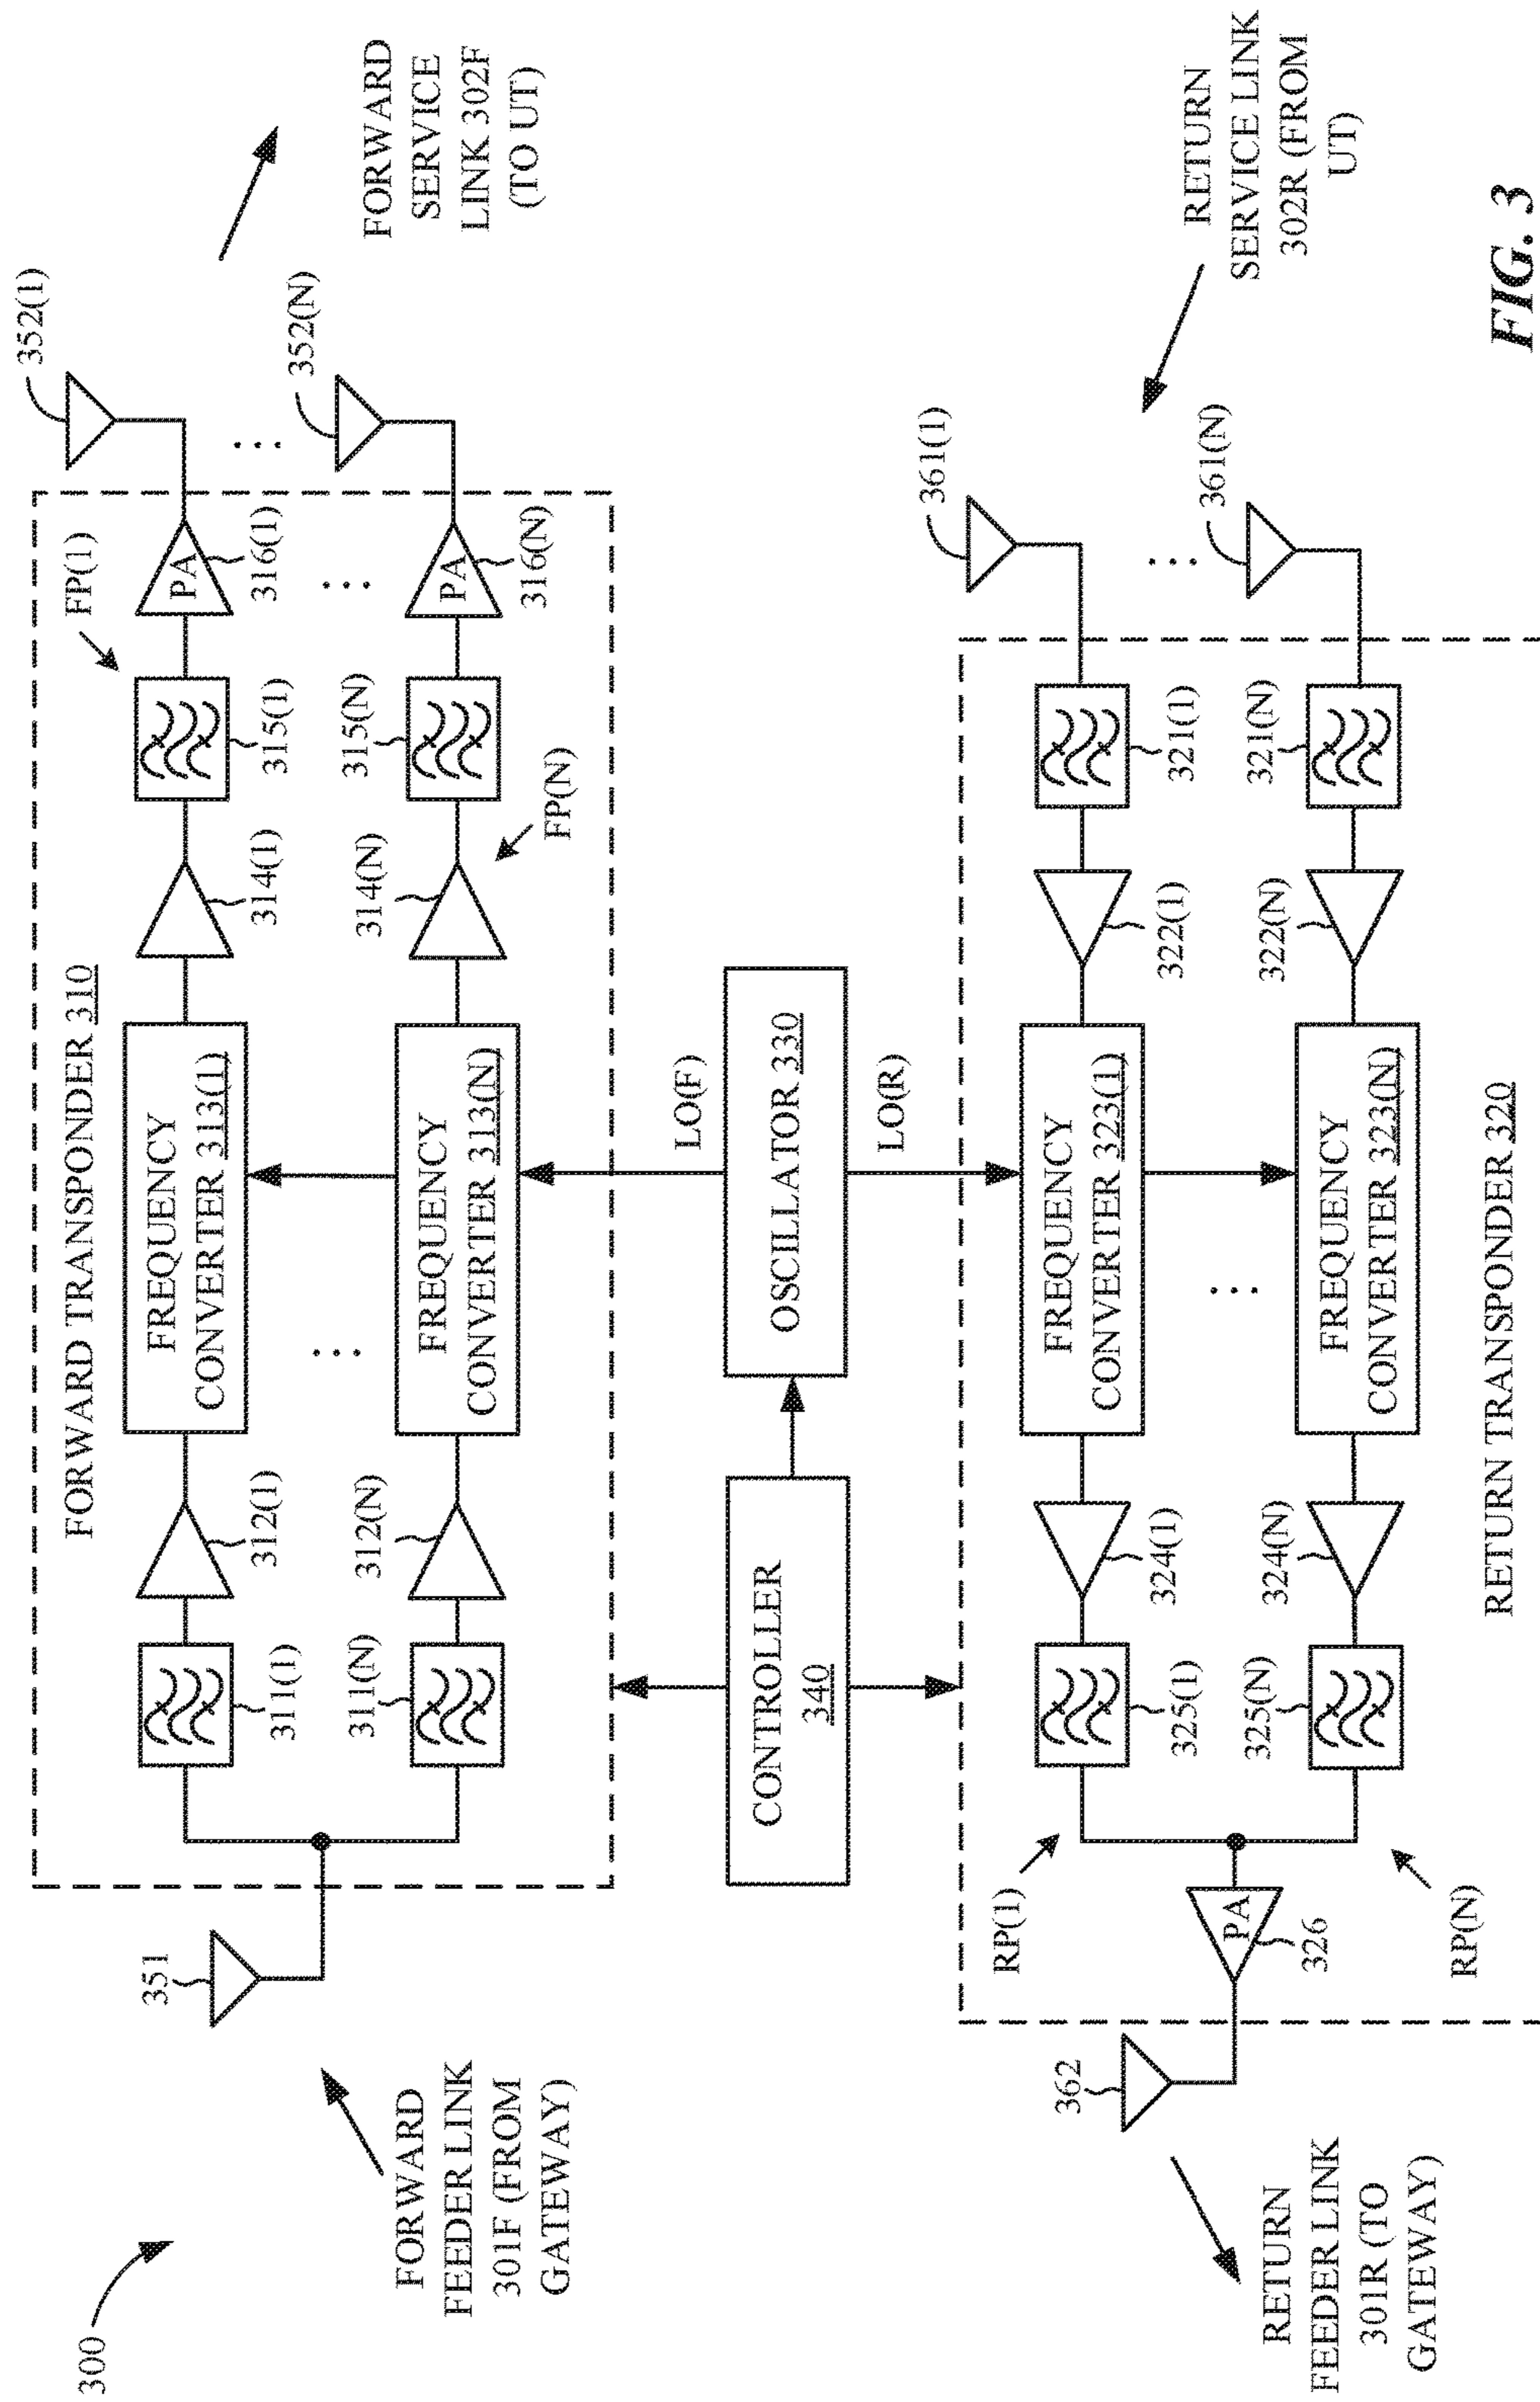 300
FORWARD
FEEDER LINK
301F (FROM
GATEWAY)
351
FORWARD TRANSPONDER 310
311(1)
312(1)
FREQUENCY
CONVERTER 313(1)
314(1)
315(1)
FP(1)
PA
316(1)
352(1)
311(N)
312(N)
FREQUENCY
CONVERTER 313(N)
314(N)
FP(N)
315(N)
PA
316(N)
352(N)
FORWARD
SERVICE
LINK 302F
(TO UT)
CONTROLLER
340
OSCILLATOR 330
LO(F)
LO(R)
RETURN
FEEDER LINK
301R (TO
GATEWAY)
362
PA
326
RP(1)
325(1)
324(1)
FREQUENCY
CONVERTER 323(1)
322(1)
321(1)
361(1)
RP(N)
325(N)
324(N)
FREQUENCY
CONVERTER 323(N)
322(N)
321(N)
361(N)
RETURN
SERVICE LINK
302R (FROM
UT)
RETURN TRANSPONDER 320
FIG. 3